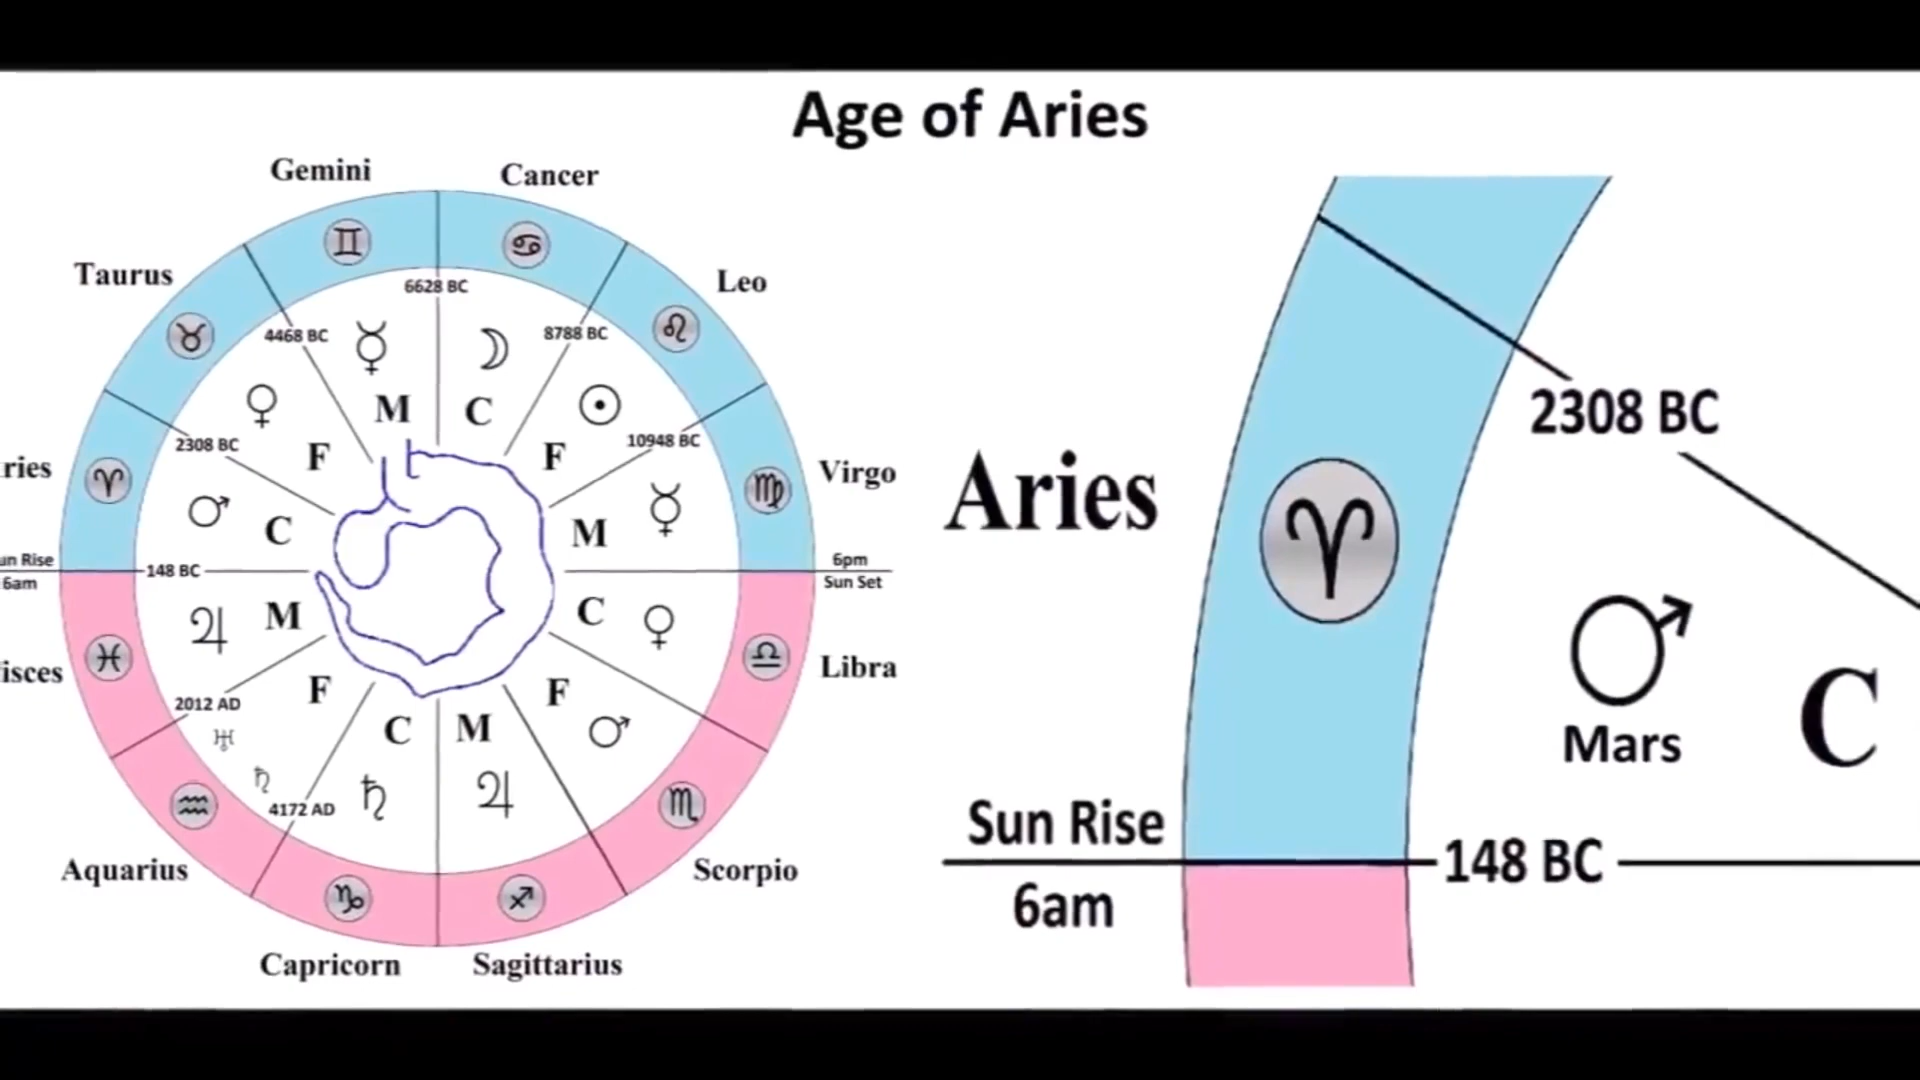 Age of Aries
Gemini
Cancer
Taurus
Leo
6628 BC
4468 BC
8788 BC
M
C
2308 BC
F
F
10948 BC
ries
Virgo
C
M
un Rise
6am
148 BC
6pm
Sun Set
M
C
isces
Libra
F
F
2012 AD
C
M
4172 AD
Aquarius
Scorpio
Capricorn
Sagittarius
2308 BC
Aries
Mars
C
Sun Rise
148 BC
6am